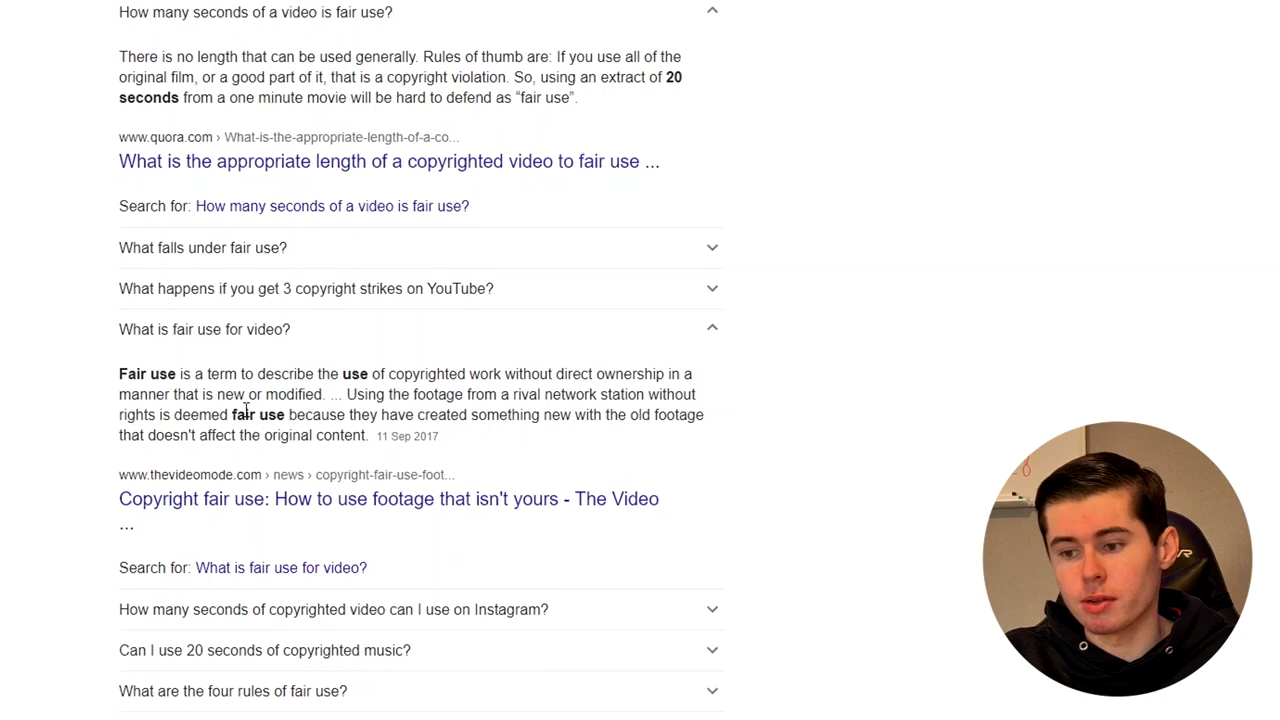 How many seconds of a video is fair use?
There is no length that can be used generally. Rules of thumb are: If you use all of the
original film, or a good part of it, that is a copyright violation. So, using an extract of 20
seconds from a one minute movie will be hard to defend as “fair use”.
www.quora.com › What-is-the-appropriate-length-of-a-co...
What is the appropriate length of a copyrighted video to fair use ...
Search for: How many seconds of a video is fair use?
What falls under fair use?
What happens if you get 3 copyright strikes on YouTube?
What is fair use for video?
Fair use is a term to describe the use of copyrighted work without direct ownership in a
manner that is new or modified. ... Using the footage from a rival network station without
rights is deemed fair use because they have created something new with the old footage
that doesn't affect the original content. 11 Sep 2017
www.thevideomode.com › news › copyright-fair-use-foot...
Copyright fair use: How to use footage that isn't yours - The Video
...
Search for: What is fair use for video?
How many seconds of copyrighted video can I use on Instagram?
Can I use 20 seconds of copyrighted music?
What are the four rules of fair use?